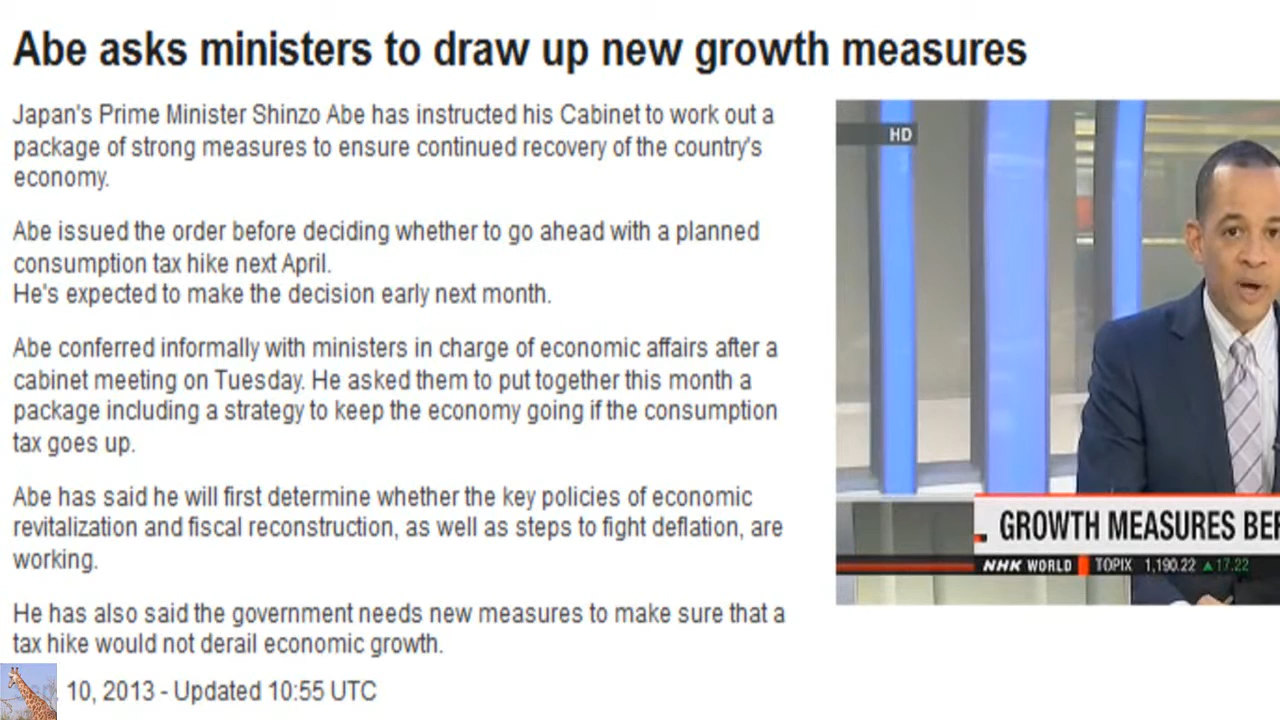 Abe asks ministers to draw up new growth measures
Japan's Prime Minister Shinzo Abe has instructed his Cabinet to work out a
package of strong measures to ensure continued recovery of the country's
economy.
Abe issued the order before deciding whether to go ahead with a planned
consumption tax hike next April.
He's expected to make the decision early next month.
Abe conferred informally with ministers in charge of economic affairs after a
cabinet meeting on Tuesday. He asked them to put together this month a
package including a strategy to keep the economy going if the consumption
tax goes up.
Abe has said he will first determine whether the key policies of economic
revitalization and fiscal reconstruction, as well as steps to fight deflation, are
working.
He has also said the government needs new measures to make sure that a
tax hike would not derail economic growth.
10, 2013 - Updated 10:55 UTC
HD
GROWTH MEASURES
NHK WORLD TOPIX 1,190.22 ▲17.22